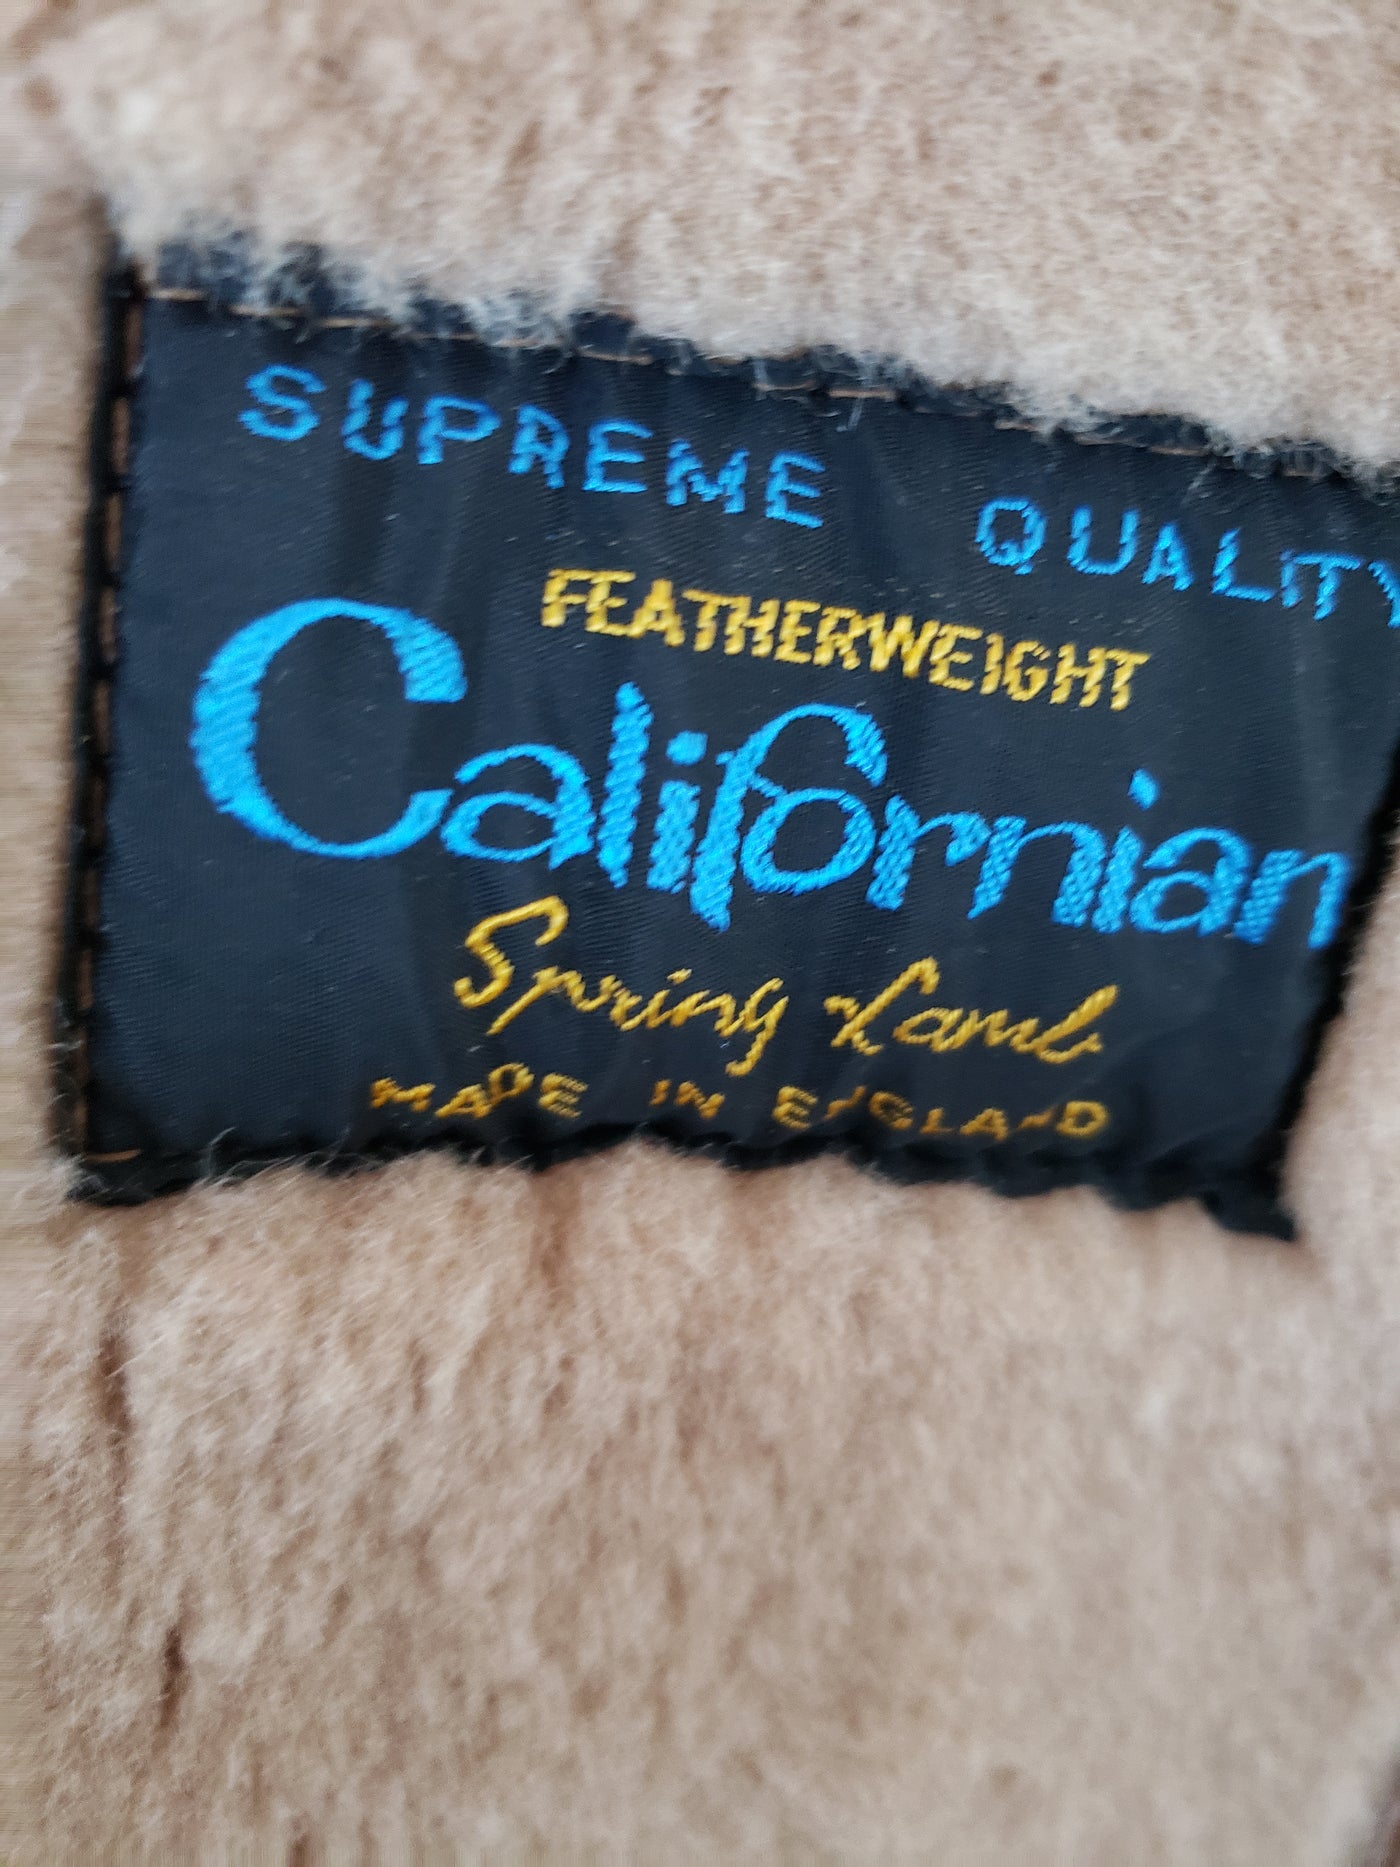 SUPREME QUALITY
FEATHERWEIGHT
Californian
Spring Lamb
MADE IN ENGLAND